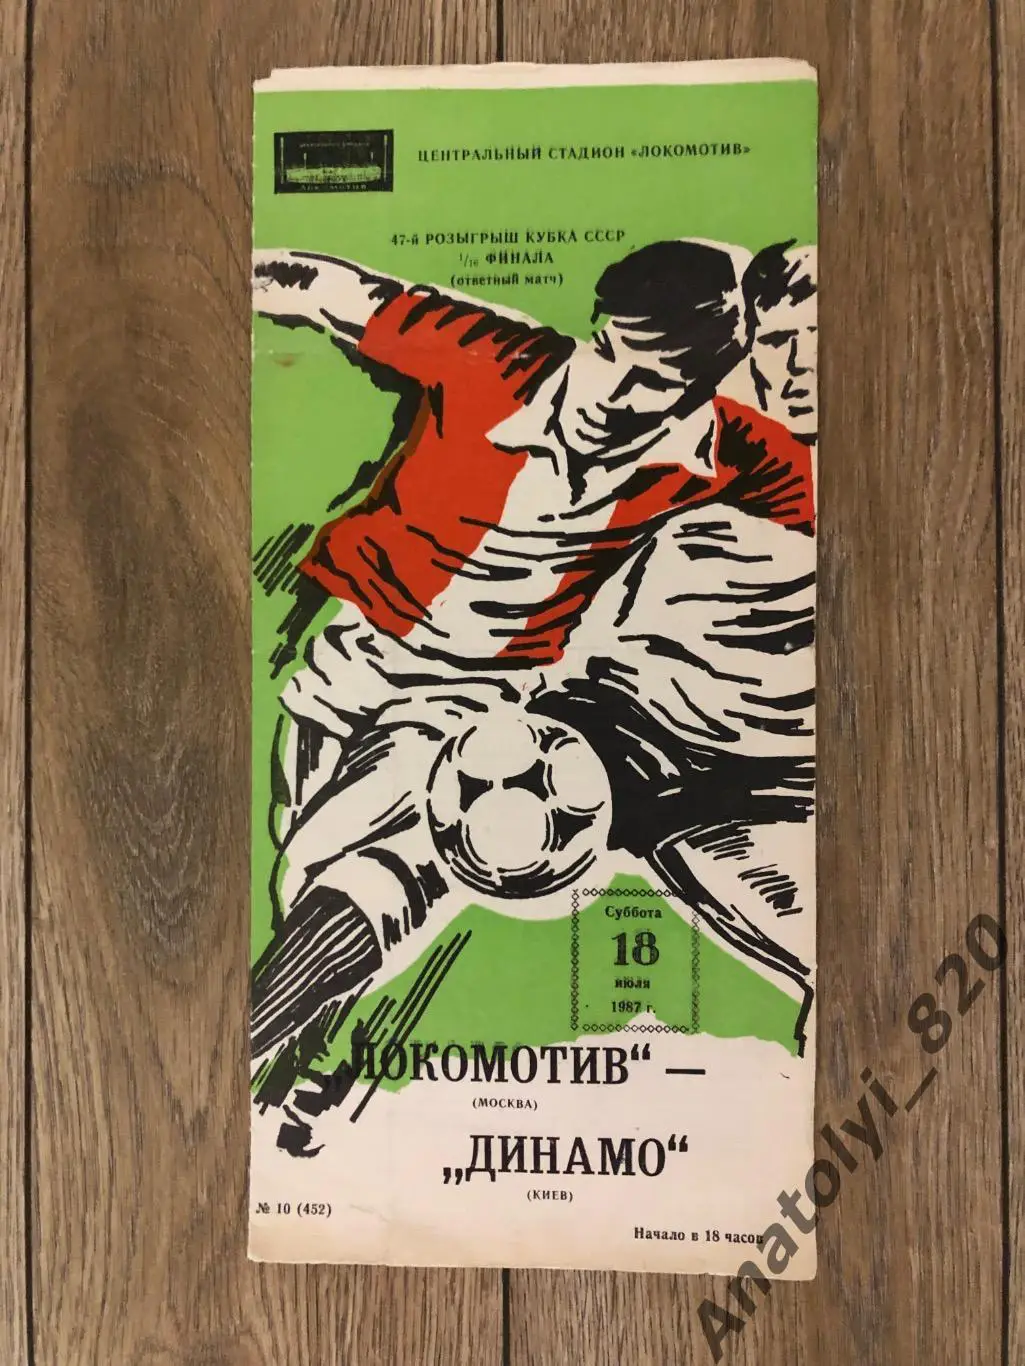 ЦЕНТРАЛЬНЫЙ СТАДИОН «ЛОКОМОТИВ»
ЛОКОМОТИВ
47-й РОЗЫГРЫШ КУБКА СССР
1/16 ФИНАЛА
(ответный матч)
Суббота
18
июля
1987 г.
„ЛОКОМОТИВ“ —
(МОСКВА)
„ДИНАМО“
(КИЕВ)
№ 10 (452)
Начало в 18 часов
Anatolyi_820